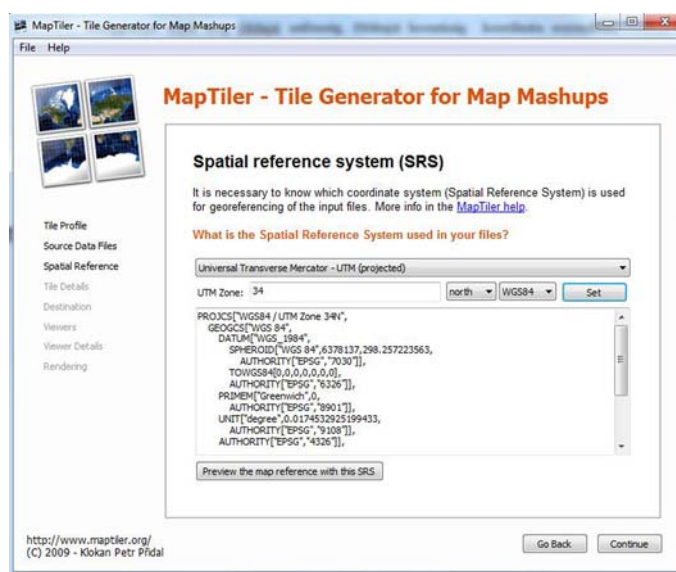 MapTiler - Tile Generator for Map Mashups
File Help
MapTiler - Tile Generator for Map Mashups
Tile Profile
Source Data Files
Spatial Reference
Tile Details
Destination
Viewers
Viewer Details
Rendering
Spatial reference system (SRS)
It is necessary to know which coordinate system (Spatial Reference System) is used
for georeferencing of the input files. More info in the MapTiler help.
What is the Spatial Reference System used in your files?
Universal Transverse Mercator - UTM (projected)
UTM Zone: 34 north WGS84 Set
PROJCS["WGS84 / UTM Zone 34N",
GEOGCS["WGS 84",
DATUM["WGS_1984",
SPHEROID["WGS 84",6378137,298.257223563,
AUTHORITY["EPSG","7030"]],
TOWGS84[0,0,0,0,0,0,0],
AUTHORITY["EPSG","6326"]],
PRIMEM["Greenwich",0,
AUTHORITY["EPSG","8901"]],
UNIT["degree",0.0174532925199433,
AUTHORITY["EPSG","9108"]],
AUTHORITY["EPSG","4326"]],
Preview the map reference with this SRS
http://www.maptiler.org/
(C) 2009 - Klokan Petr Přidal
Go Back Continue